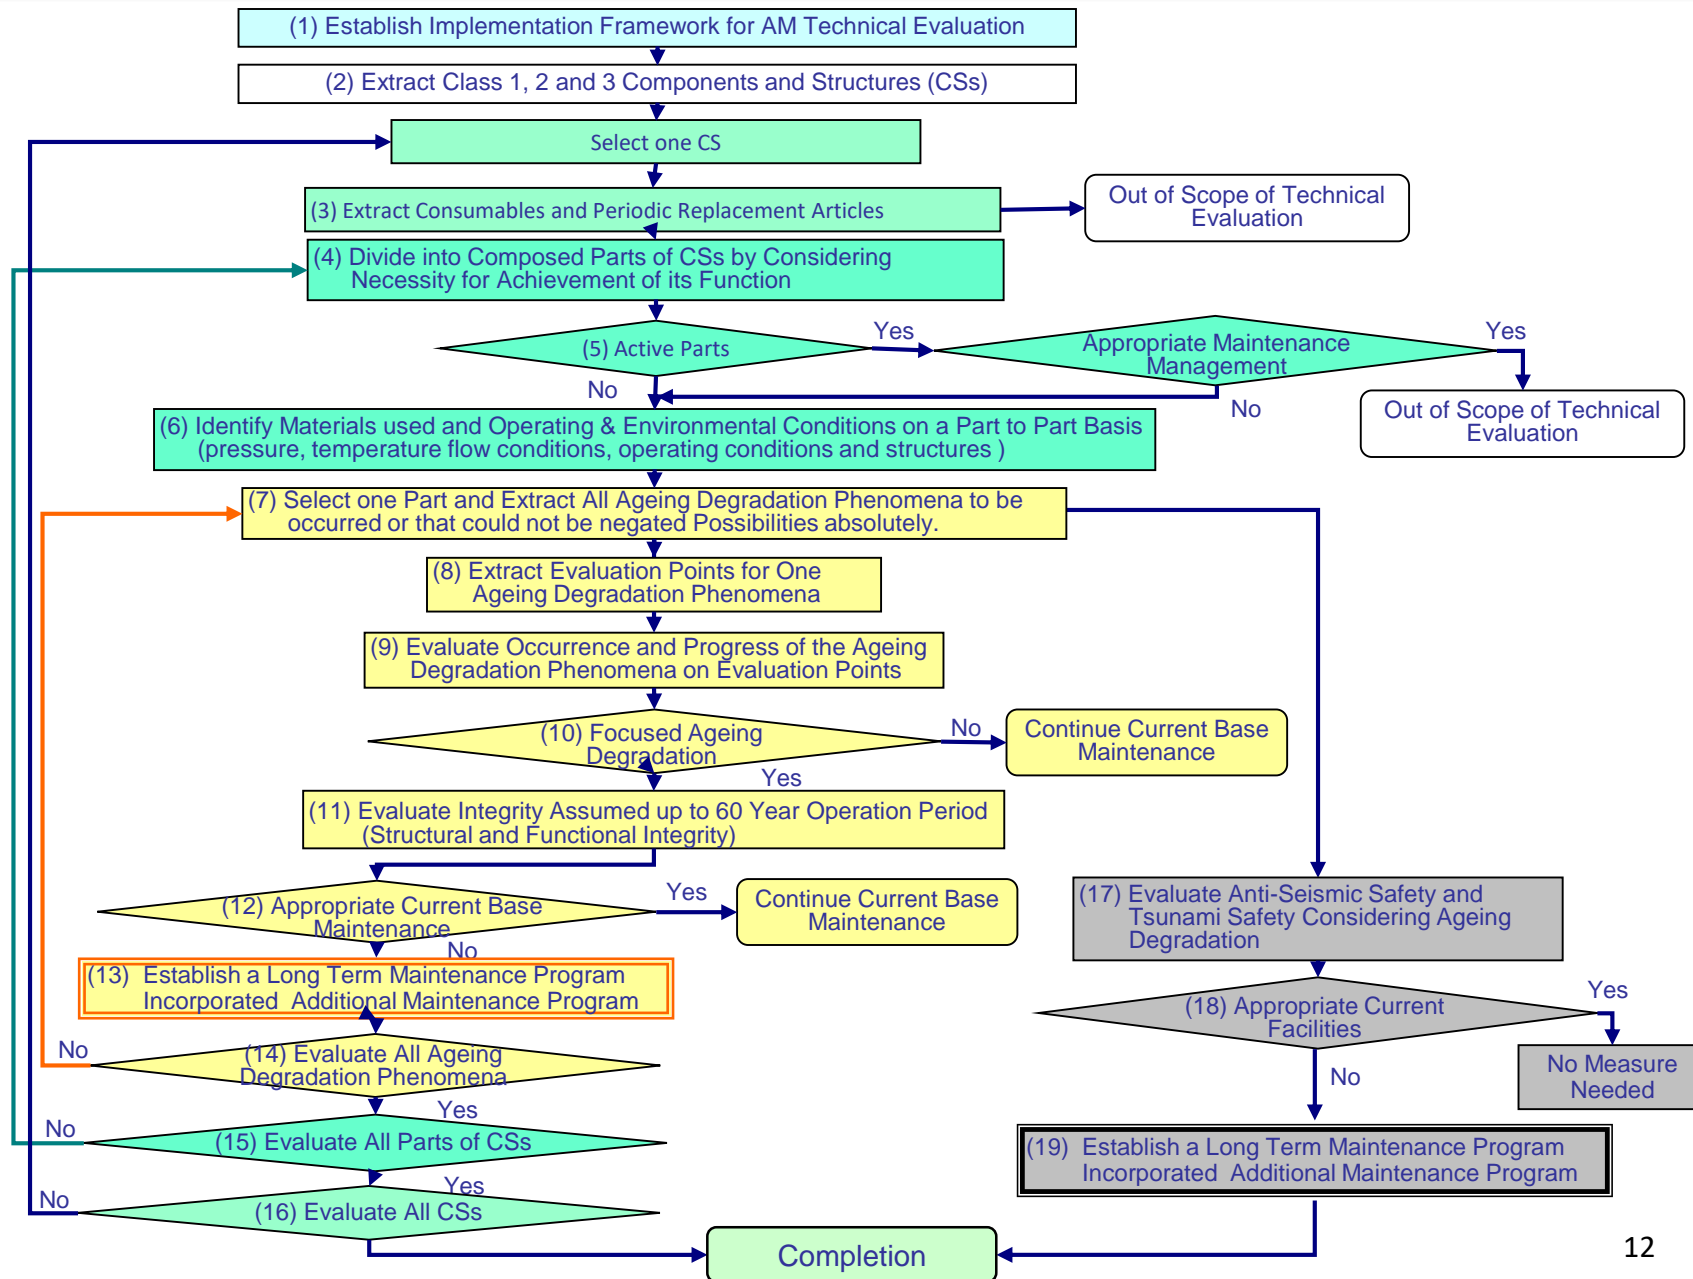 (1) Establish Implementation Framework for AM Technical Evaluation
(2) Extract Class 1, 2 and 3 Components and Structures (CSs)
Select one CS
(3) Extract Consumables and Periodic Replacement Articles
Out of Scope of Technical
Evaluation
(4) Divide into Composed Parts of CSs by Considering
Necessity for Achievement of its Function
(5) Active Parts
Yes
Appropriate Maintenance
Management
Yes
No
No
Out of Scope of Technical
Evaluation
(6) Identify Materials used and Operating & Environmental Conditions on a Part to Part Basis
(pressure, temperature flow conditions, operating conditions and structures )
(7) Select one Part and Extract All Ageing Degradation Phenomena to be
occurred or that could not be negated Possibilities absolutely.
(8) Extract Evaluation Points for One
Ageing Degradation Phenomena
(9) Evaluate Occurrence and Progress of the Ageing
Degradation Phenomena on Evaluation Points
(10) Focused Ageing
Degradation
No
Continue Current Base
Maintenance
Yes
(11) Evaluate Integrity Assumed up to 60 Year Operation Period
(Structural and Functional Integrity)
(12) Appropriate Current Base
Maintenance
Yes
Continue Current Base
Maintenance
No
(13) Establish a Long Term Maintenance Program
Incorporated Additional Maintenance Program
(14) Evaluate All Ageing
Degradation Phenomena
No
Yes
(15) Evaluate All Parts of CSs
No
Yes
(16) Evaluate All CSs
No
(17) Evaluate Anti-Seismic Safety and
Tsunami Safety Considering Ageing
Degradation
(18) Appropriate Current
Facilities
Yes
No Measure
Needed
No
(19) Establish a Long Term Maintenance Program
Incorporated Additional Maintenance Program
Completion
12